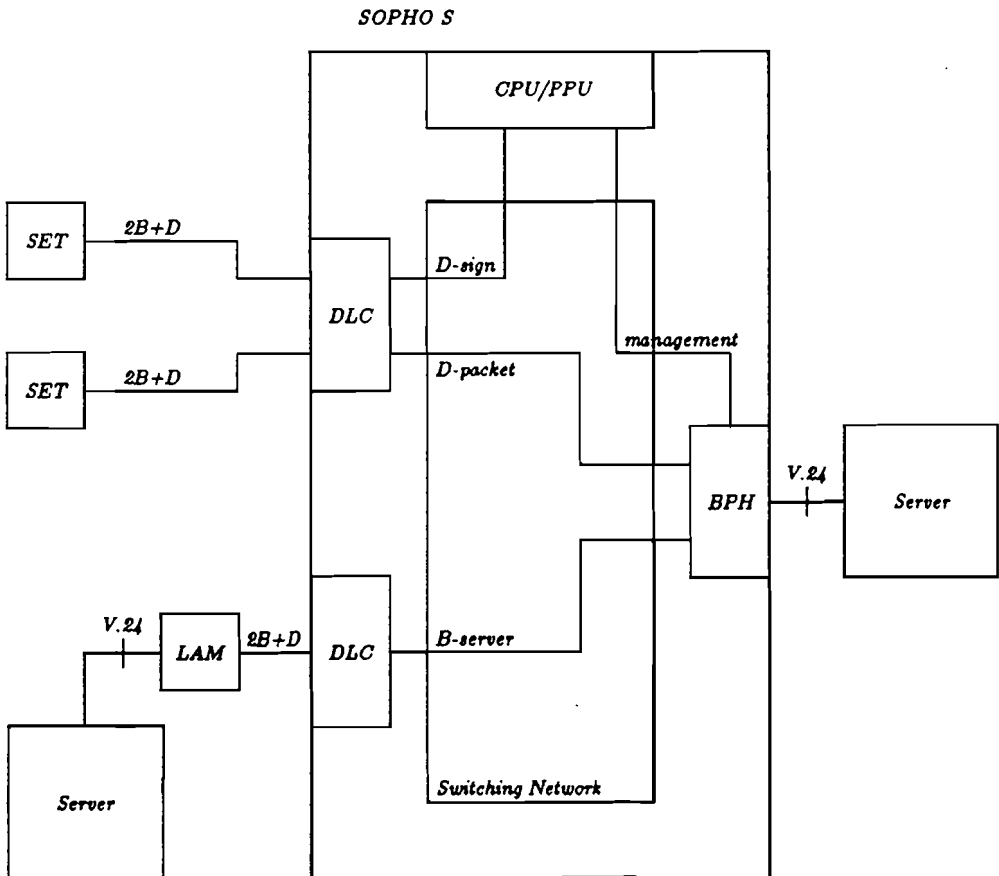 SOPHO S
CPU/PPU
SET
2B+D
D-sign
DLC
management
SET
2B+D
D-packet
V.24
BPH
Server
V.24
LAM
2B+D
DLC
B-server
Switching Network
Server